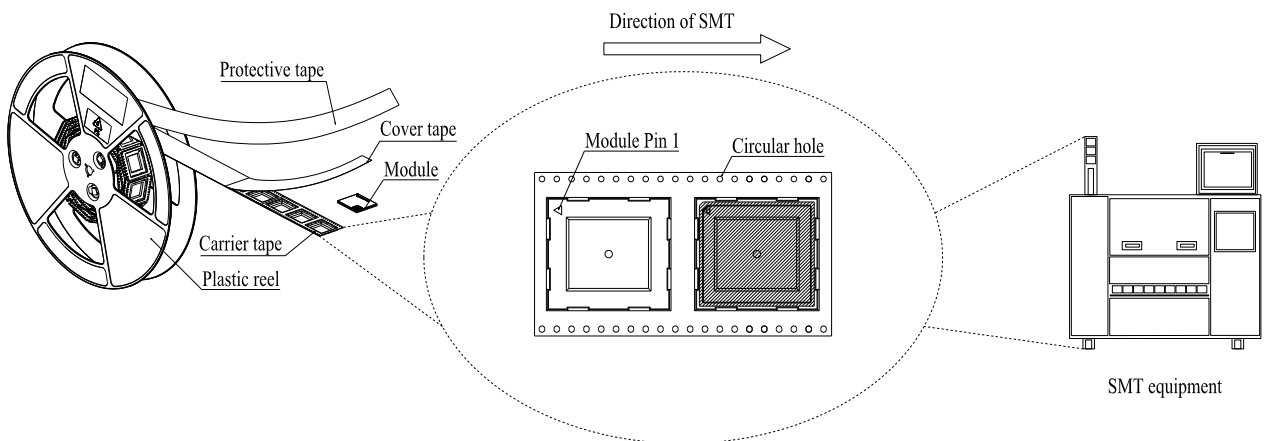 Direction of SMT
Protective tape
Cover tape
Module Pin 1
Circular hole
Module
Carrier tape
Plastic reel
SMT equipment